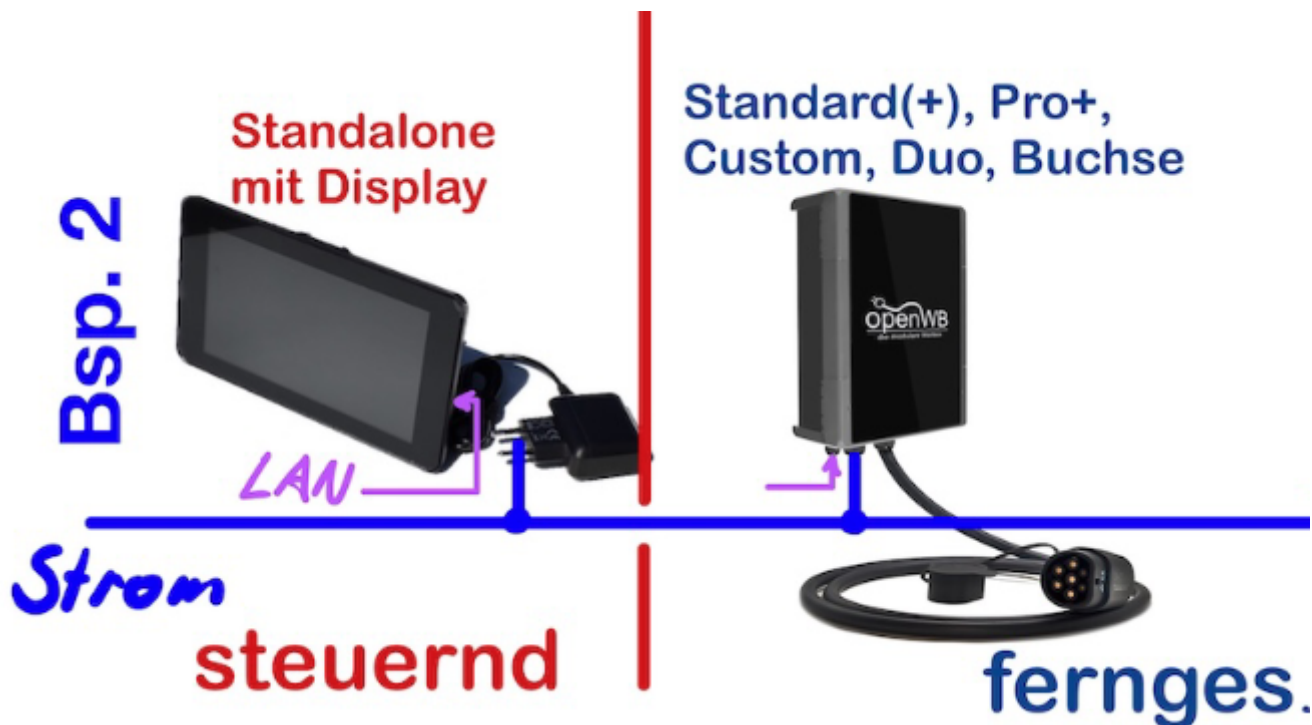 Bsp. 2
Standalone
mit Display
Standard(+), Pro+,
Custom, Duo, Buchse
openWB
LAN
Strom
steuernd
fernges.